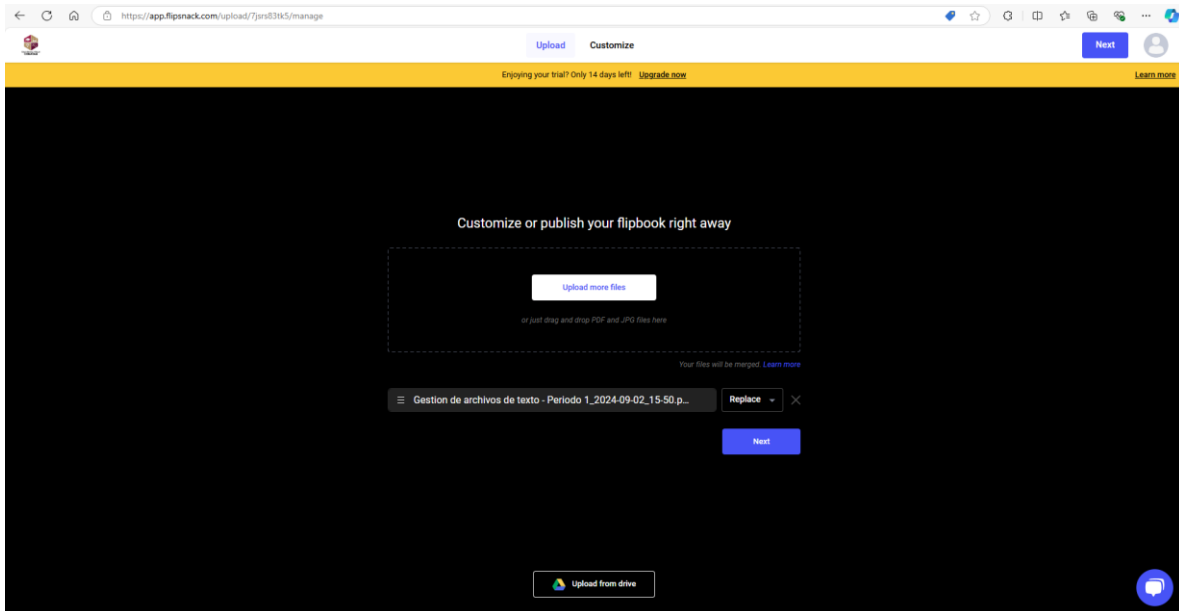 https://app.flipsnack.com/upload/7jsrs83tk5/manage
Upload Customize Next
Enjoying your trial? Only 14 days left! Upgrade now Learn more
Customize or publish your flipbook right away
Upload more files
or just drag and drop PDF and JPG files here
Your files will be merged. Learn more
Gestion de archivos de texto - Periodo 1_2024-09-02_15-50.p... Replace
Next
Upload from drive